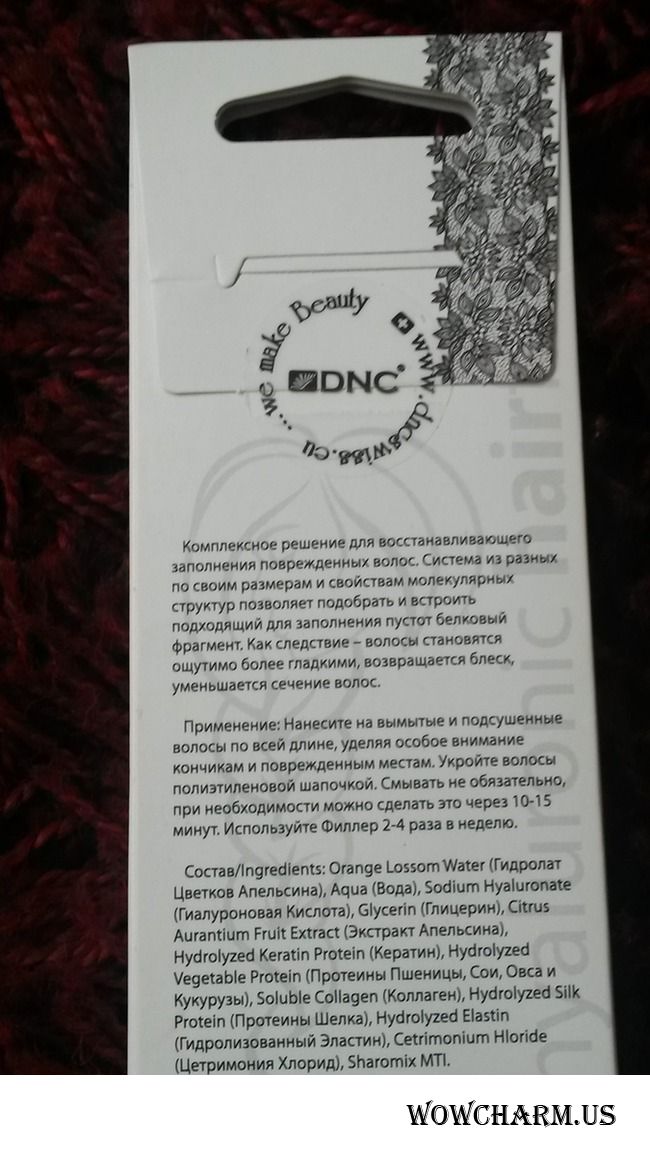 ...we make Beauty
www.dncswiss.eu
DNC®
hyaluronic hair
Комплексное решение для восстанавливающего
заполнения поврежденных волос. Система из разных
по своим размерам и свойствам молекулярных
структур позволяет подобрать и встроить
подходящий для заполнения пустот белковый
фрагмент. Как следствие – волосы становятся
ощутимо более гладкими, возвращается блеск,
уменьшается сечение волос.
Применение: Нанесите на вымытые и подсушенные
волосы по всей длине, уделяя особое внимание
кончикам и поврежденным местам. Укройте волосы
полиэтиленовой шапочкой. Смывать не обязательно,
при необходимости можно сделать это через 10-15
минут. Используйте Филлер 2-4 раза в неделю.
Состав/Ingredients: Orange Lossom Water (Гидролат
Цветков Апельсина), Aqua (Вода), Sodium Hyaluronate
(Гиалуроновая Кислота), Glycerin (Глицерин), Citrus
Aurantium Fruit Extract (Экстракт Апельсина),
Hydrolyzed Keratin Protein (Кератин), Hydrolyzed
Vegetable Protein (Протеины Пшеницы, Сои, Овса и
Кукурузы), Soluble Collagen (Коллаген), Hydrolyzed Silk
Protein (Протеины Шелка), Hydrolyzed Elastin
(Гидролизованный Эластин), Cetrimonium Hloride
(Цетримония Хлорид), Sharomix MTI.
WOWCHARM.US